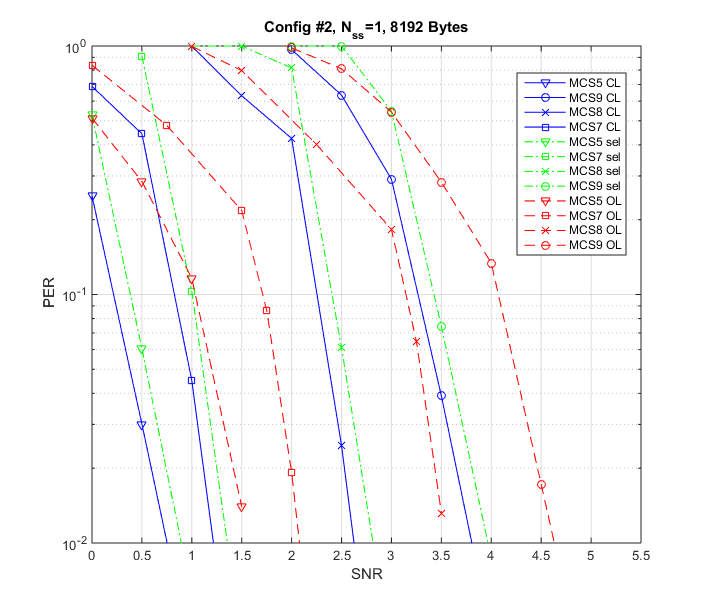 Config #2, Nss=1, 8192 Bytes
10^0
MCS5 CL
MCS9 CL
MCS8 CL
MCS7 CL
MCS5 sel
MCS7 sel
MCS8 sel
MCS9 sel
MCS5 OL
MCS7 OL
MCS8 OL
MCS9 OL
PER
10^-1
10^-2
0 0.5 1 1.5 2 2.5 3 3.5 4 4.5 5 5.5
SNR